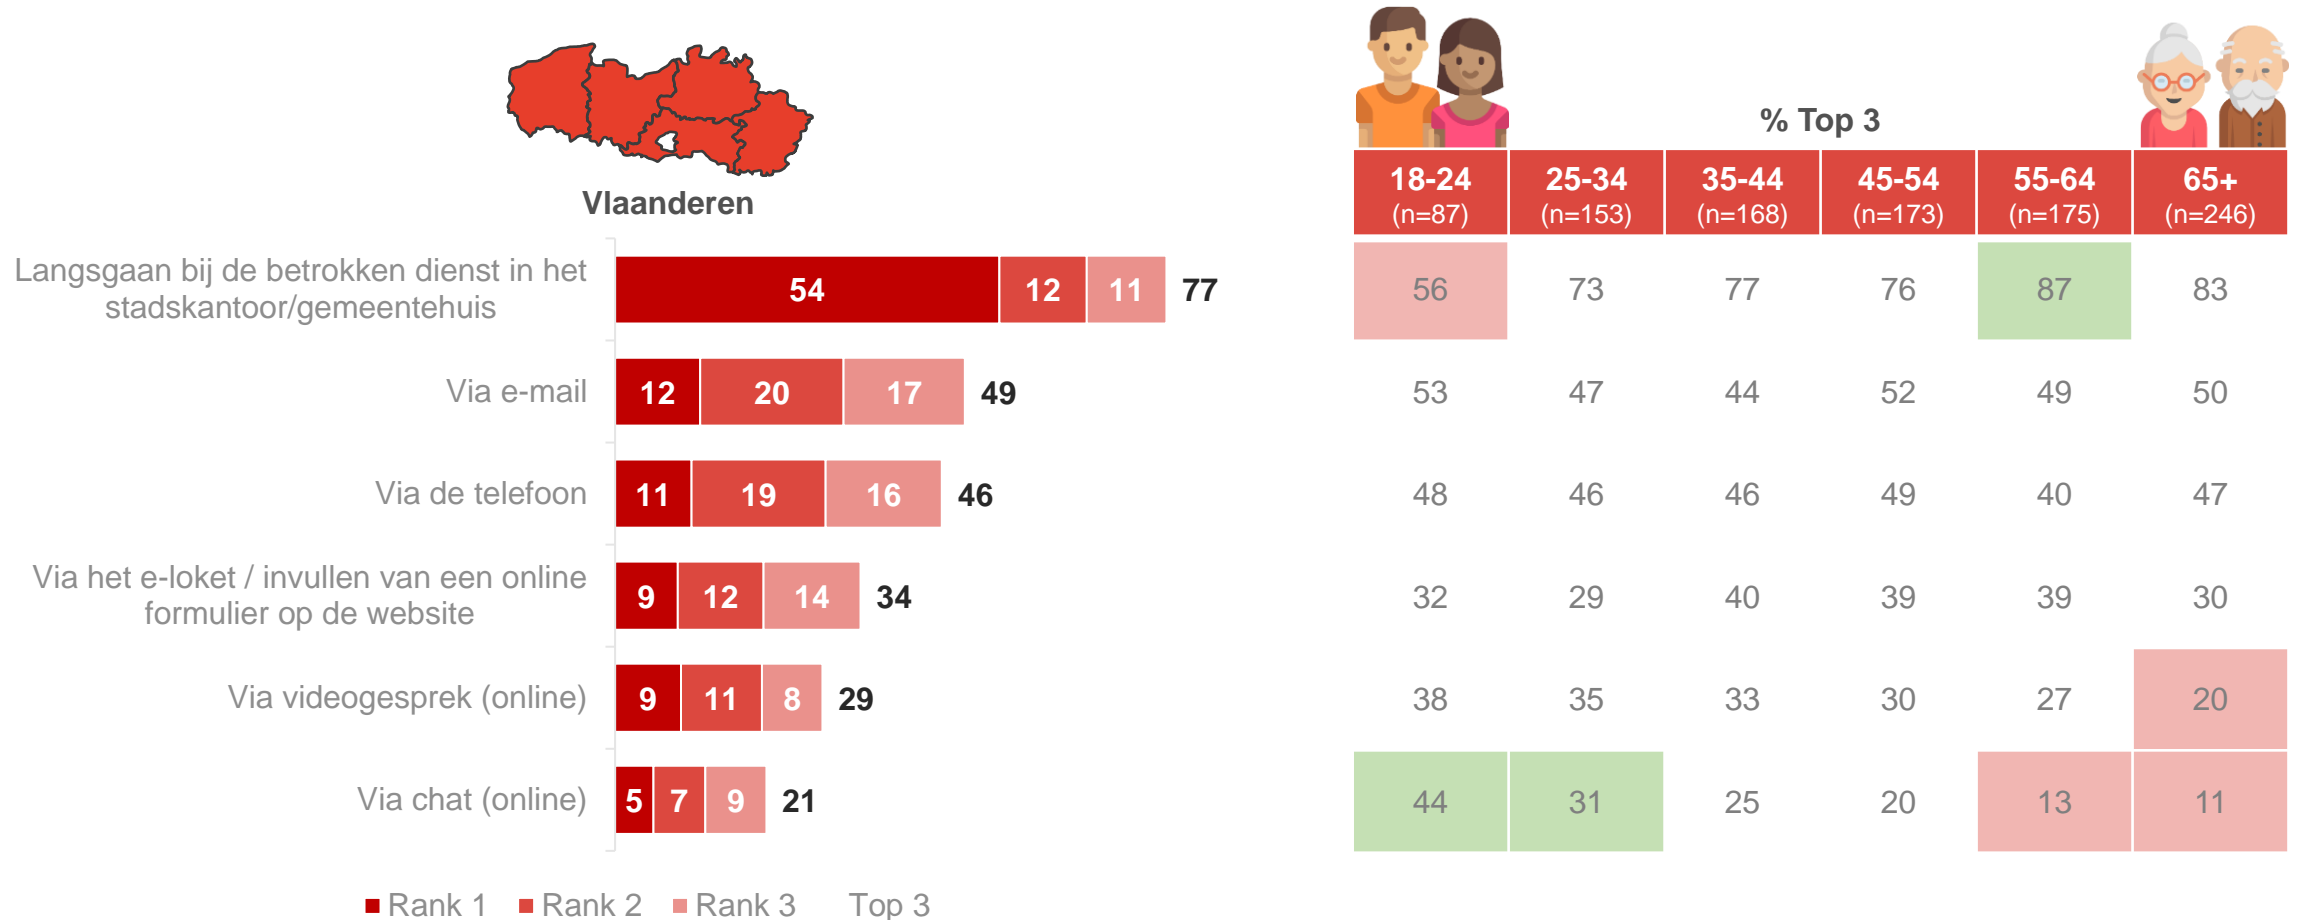 % Top 3
Vlaanderen
18-24 25-34 35-44 45-54 55-64 65+
(n=87) (n=153) (n=168) (n=173) (n=175) (n=246)
Langsgaan bij de betrokken dienst in het
stadskantoor/gemeentehuis
54 12 11 77 56 73 77 76 87 83
Via e-mail 12 20 17 49 53 47 44 52 49 50
Via de telefoon 11 19 16 46 48 46 46 49 40 47
Via het e-loket / invullen van een online
formulier op de website
9 12 14 34 32 29 40 39 39 30
Via videogesprek (online) 9 11 8 29 38 35 33 30 27 20
Via chat (online) 5 7 9 21 44 31 25 20 13 11
Rank 1 Rank 2 Rank 3 Top 3